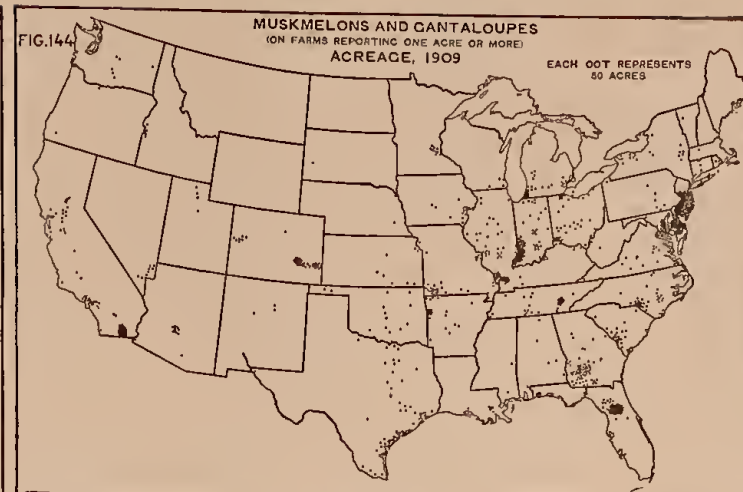 FIG.144
MUSKMELONS AND CANTALOUPES
(ON FARMS REPORTING ONE ACRE OR MORE)
ACREAGE, 1909
EACH DOT REPRESENTS
50 ACRES